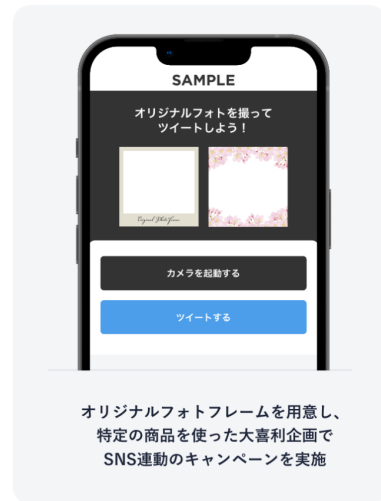 SAMPLE
オリジナルフォトを撮って
ツイートしよう！
Original Photo Frame
カメラを起動する
ツイートする
オリジナルフォトフレームを用意し、
特定の商品を使った大喜利企画で
SNS連動のキャンペーンを実施